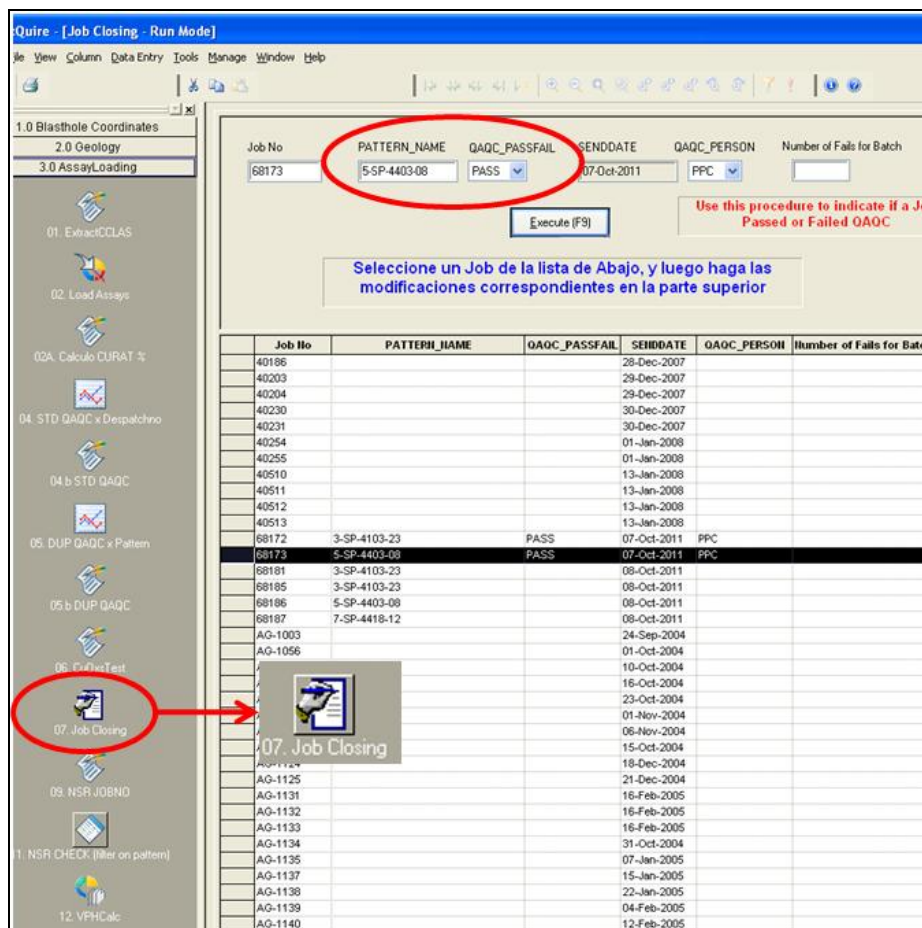 Quire - [Job Closing - Run Mode]
ile View Column Data Entry Tools Manage Window Help
1.0 Blasthole Coordinates
2.0 Geology
3.0 AssayLoading
01. ExtractCCLAS
02. Load Assays
02A. Calculo CURAT %
04. STD QAQC x Despatchno
04.b STD QAQC
05. DUP QAQC x Pattern
05.b DUP QAQC
06. CuOxsTest
07. Job Closing
09. NSR JOBNO
1. NSR CHECK (filter on pattern)
12. VPHCalc
Job No PATTERN_NAME QAQC_PASSFAIL SENDDATE QAQC_PERSON Number of Fails for Batch
68173 5-SP-4403-08 PASS 07-Oct-2011 PPC
Execute (F9)
Use this procedure to indicate if a J
Passed or Failed QAQC
Seleccione un Job de la lista de Abajo, y luego haga las
modificaciones correspondientes en la parte superior
Job No PATTERN_NAME QAQC_PASSFAIL SENDDATE QAQC_PERSON Number of Fails for Batc
40186 28-Dec-2007
40203 29-Dec-2007
40204 29-Dec-2007
40230 30-Dec-2007
40231 30-Dec-2007
40254 01-Jan-2008
40255 01-Jan-2008
40510 13-Jan-2008
40511 13-Jan-2008
40512 13-Jan-2008
40513 13-Jan-2008
68172 3-SP-4103-23 PASS 07-Oct-2011 PPC
68173 5-SP-4403-08 PASS 07-Oct-2011 PPC
68181 3-SP-4103-23 08-Oct-2011
68185 3-SP-4103-23 08-Oct-2011
68186 5-SP-4403-08 08-Oct-2011
68187 7-SP-4418-12 08-Oct-2011
AG-1003 24-Sep-2004
AG-1056 01-Oct-2004
10-Oct-2004
16-Oct-2004
23-Oct-2004
01-Nov-2004
06-Nov-2004
07. Job Closing
15-Oct-2004
18-Dec-2004
AG-1125 21-Dec-2004
AG-1131 16-Feb-2005
AG-1132 16-Feb-2005
AG-1133 16-Feb-2005
AG-1134 31-Oct-2004
AG-1135 07-Jan-2005
AG-1137 15-Jan-2005
AG-1138 22-Jan-2005
AG-1139 04-Feb-2005
AG-1140 12-Feb-2005